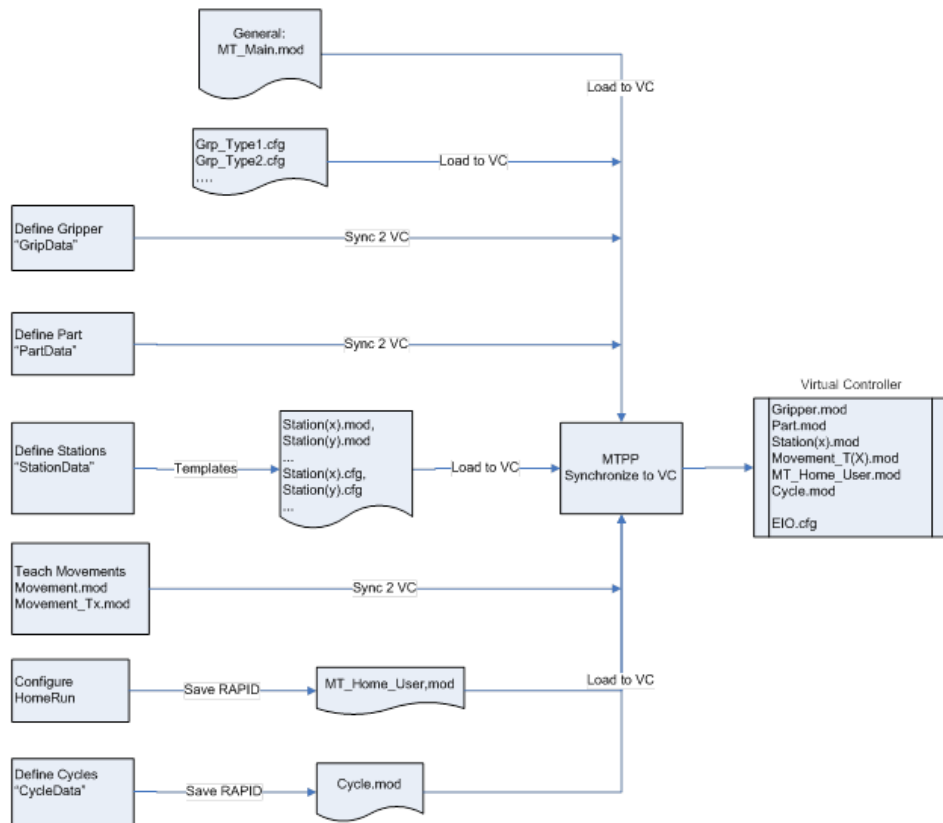 General:
MT_Main.mod
Load to VC
Grp_Type1.cfg
Grp_Type2.cfg
....
Load to VC
Define Gripper
“GripData”
Sync 2 VC
Define Part
“PartData”
Sync 2 VC
Define Stations
“StationData”
Templates
Station(x).mod,
Station(y).mod
...
Station(x).cfg,
Station(y).cfg
...
Load to VC
MTPP
Synchronize to VC
Virtual Controller
Gripper.mod
Part.mod
Station(x).mod
Movement_T(X).mod
MT_Home_User.mod
Cycle.mod
EIO.cfg
Teach Movements
Movement.mod
Movement_Tx.mod
Sync 2 VC
Configure
HomeRun
Save RAPID
MT_Home_User,mod
Load to VC
Define Cycles
“CycleData”
Save RAPID
Cycle.mod